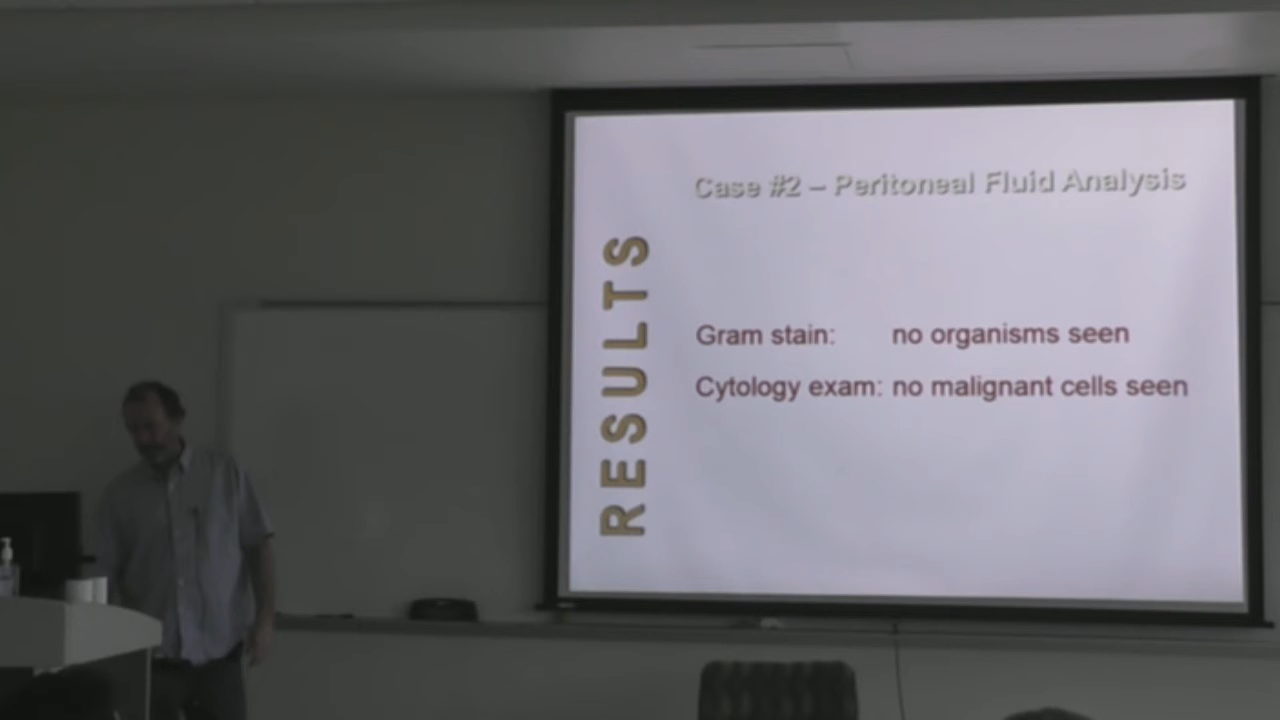 Case #2 – Peritoneal Fluid Analysis
RESULTS
Gram stain: no organisms seen
Cytology exam: no malignant cells seen